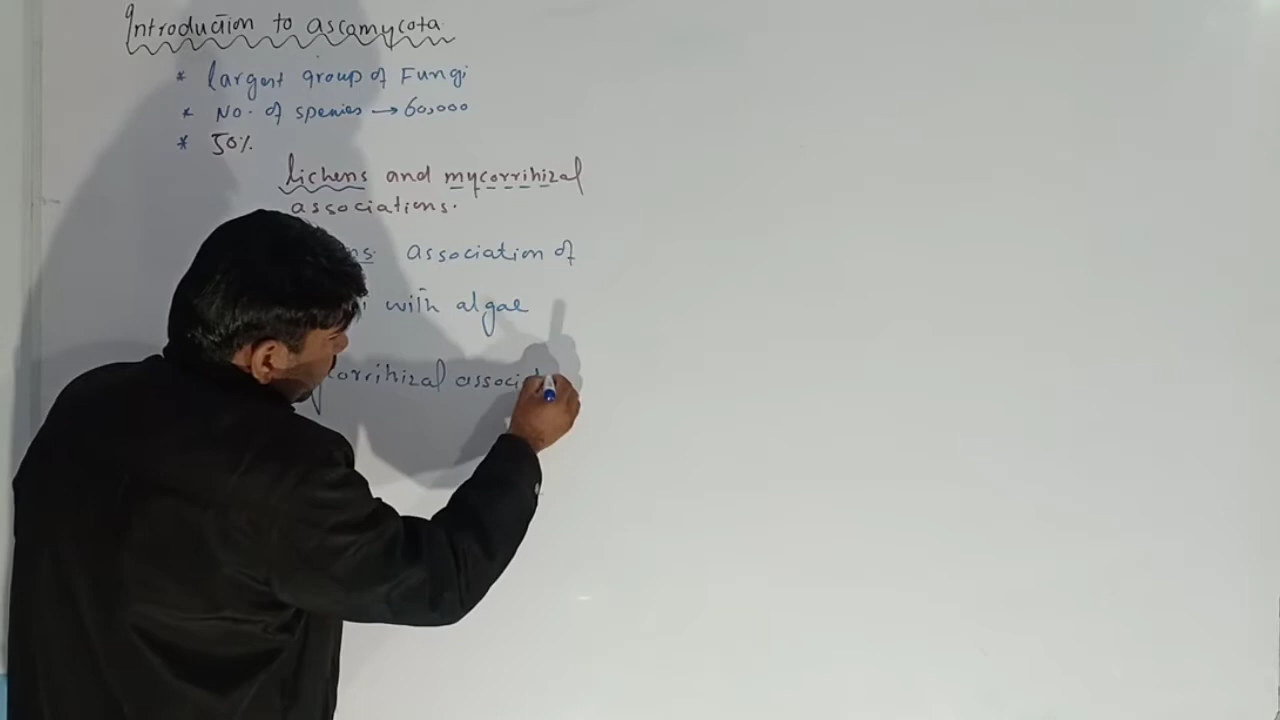 Introduction to ascomycota
* largest group of Fungi
* No. of species → 60,000
* 50%
lichens and mycorrihizal
associations.
association of
with algae
corrihizal associ